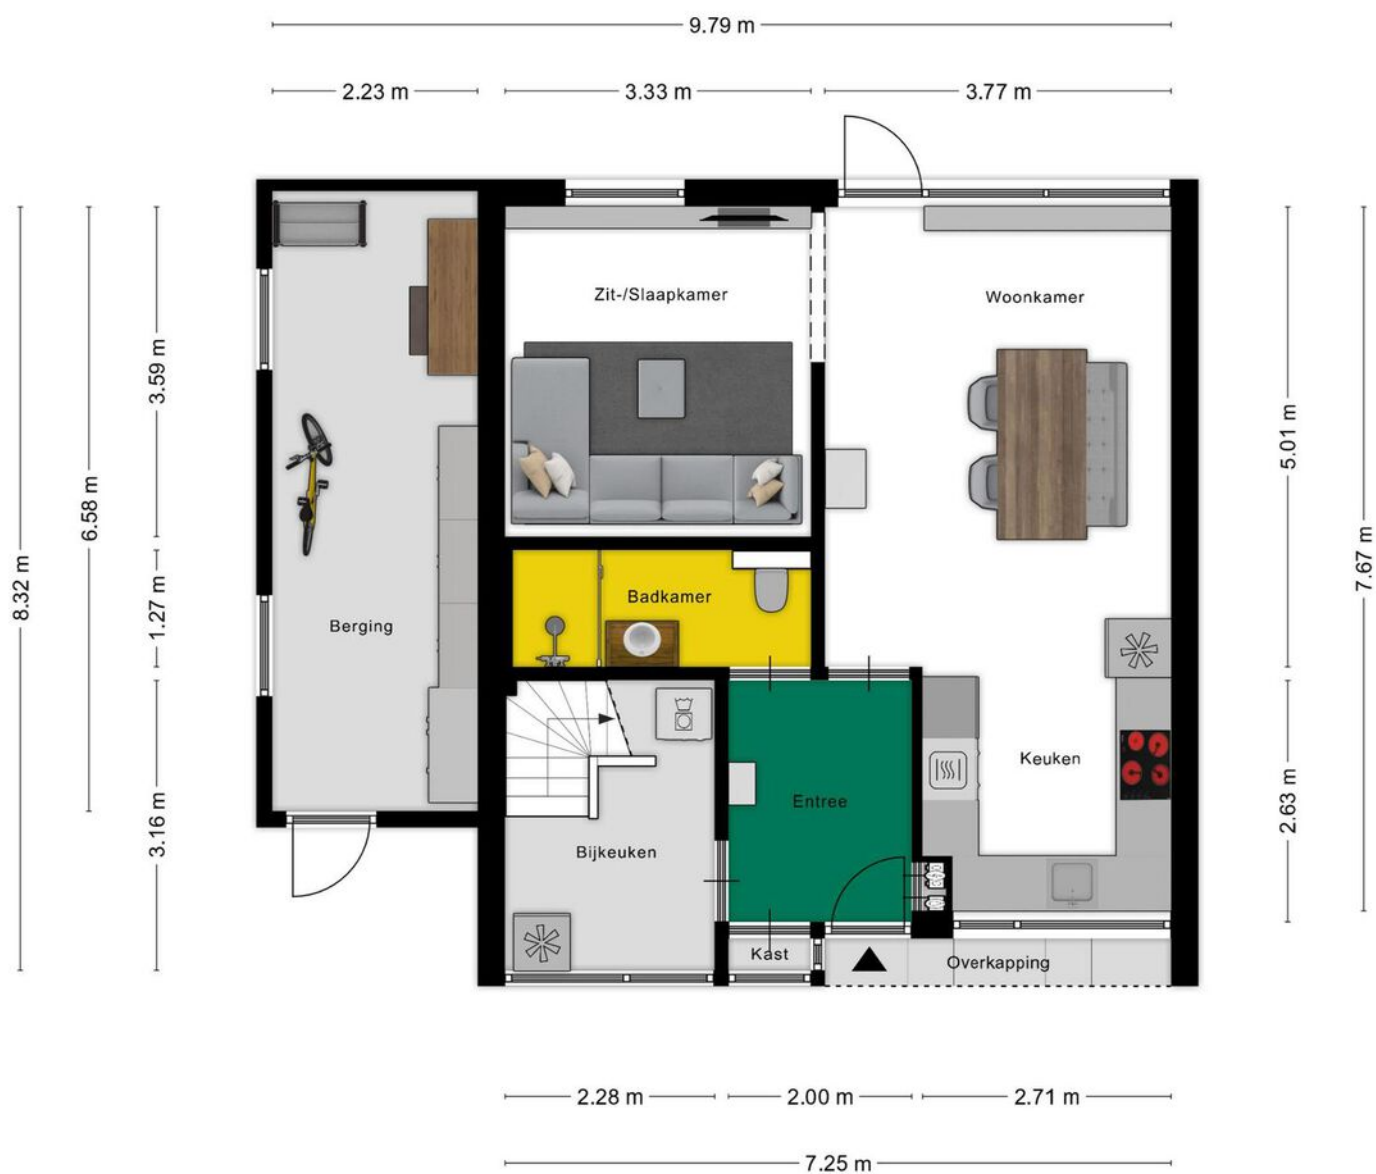 9.79 m
2.23 m
3.33 m
3.77 m
Zit-/Slaapkamer
Woonkamer
3.59 m
5.01 m
6.58 m
8.32 m
7.67 m
1.27 m
Badkamer
Berging
Keuken
Entree
2.63 m
3.16 m
Bijkeuken
Kast
Overkapping
2.28 m
2.00 m
2.71 m
7.25 m